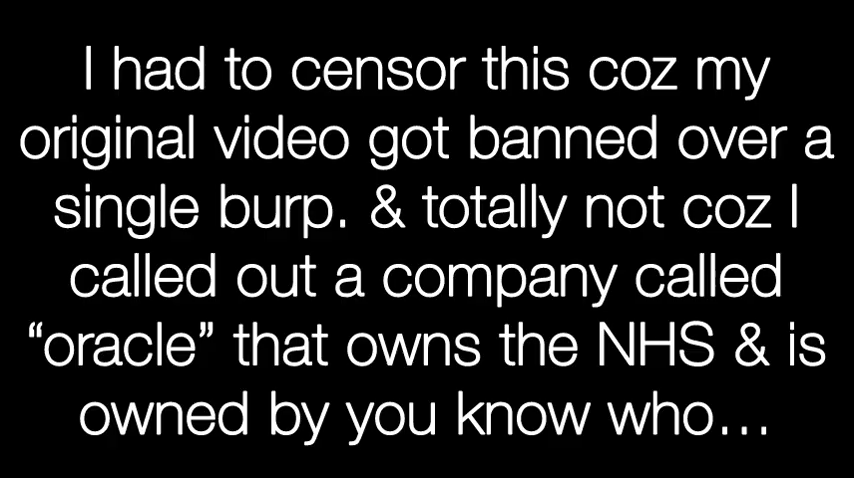 I had to censor this coz my
original video got banned over a
single burp. & totally not coz I
called out a company called
“oracle” that owns the NHS & is
owned by you know who...